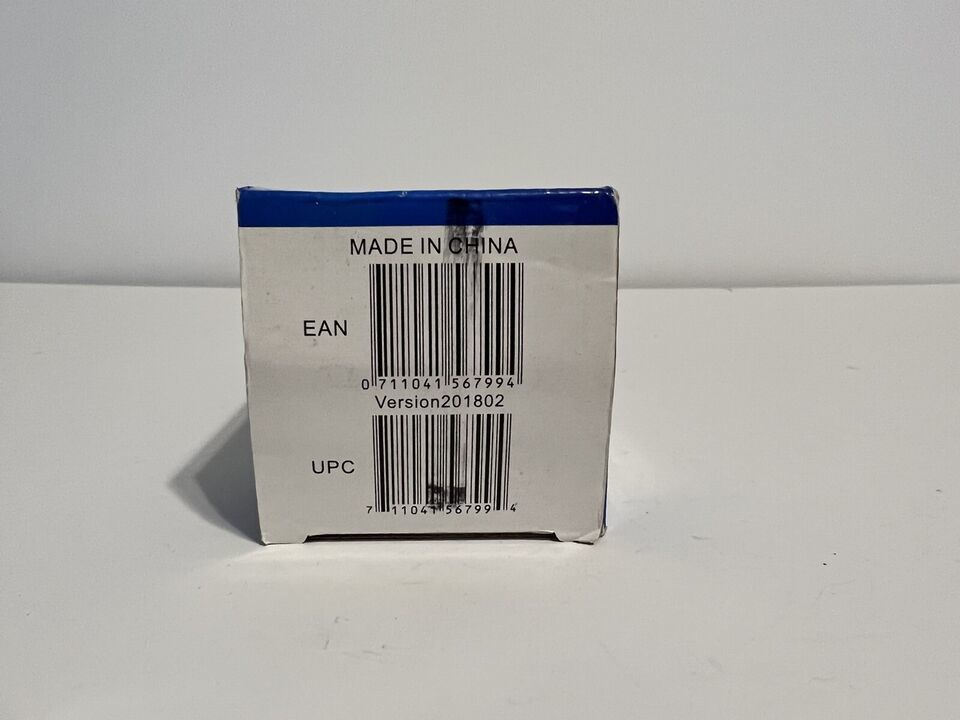 MADE IN CHINA
EAN
0 711041 567994
Version201802
UPC
7 11041 56799 4